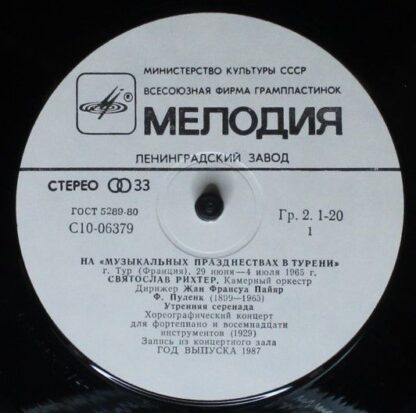 МИНИСТЕРСТВО КУЛЬТУРЫ СССР
ВСЕСОЮЗНАЯ ФИРМА ГРАМПЛАСТИНОК
МЕЛОДИЯ
ЛЕНИНГРАДСКИЙ ЗАВОД
СТЕРЕО 33
ГОСТ 5289-80
С10-06379
Гр. 2. 1-20
1
НА «МУЗЫКАЛЬНЫХ ПРАЗДНЕСТВАХ В ТУРЕНИ»
г. Тур (Франция), 29 июня—4 июля 1965 г.
СВЯТОСЛАВ РИХТЕР, Камерный оркестр
Дирижер Жан Франсуа Пайяр
Ф. Пуленк (1899—1963)
Утренняя серенада
Хореографический концерт
для фортепиано и восемнадцати
инструментов (1929)
Запись из концертного зала
ГОД ВЫПУСКА 1987